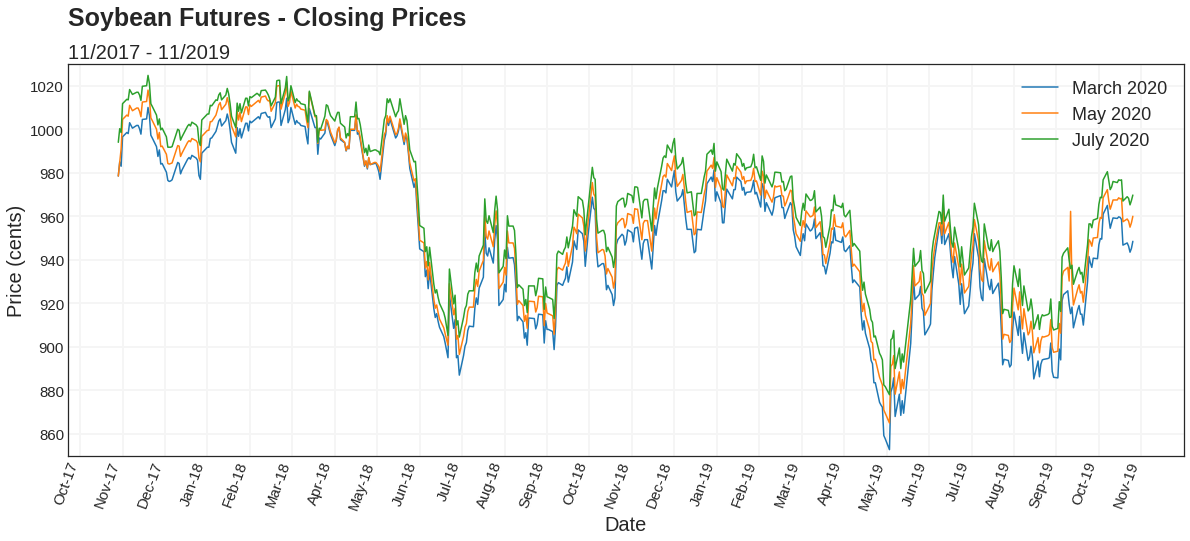 Soybean Futures - Closing Prices
11/2017 - 11/2019
March 2020
May 2020
July 2020
Price (cents)
1020
1000
980
960
940
920
900
880
860
Oct-17
Nov-17
Dec-17
Jan-18
Feb-18
Mar-18
Apr-18
May-18
Jun-18
Jul-18
Aug-18
Sep-18
Oct-18
Nov-18
Dec-18
Jan-19
Feb-19
Mar-19
Apr-19
May-19
Jun-19
Jul-19
Aug-19
Sep-19
Oct-19
Nov-19
Date